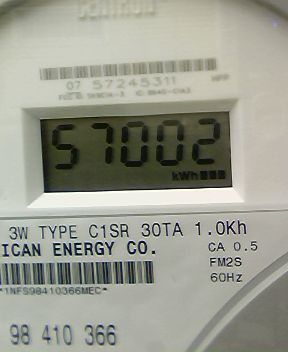 CENTRON
07 57245311
57002
kWh
3W TYPE C1SR 30TA 1.0Kh
ICAN ENERGY CO.
CA 0.5
FM2S
60Hz
*1NFS98410366MEC*
98 410 366